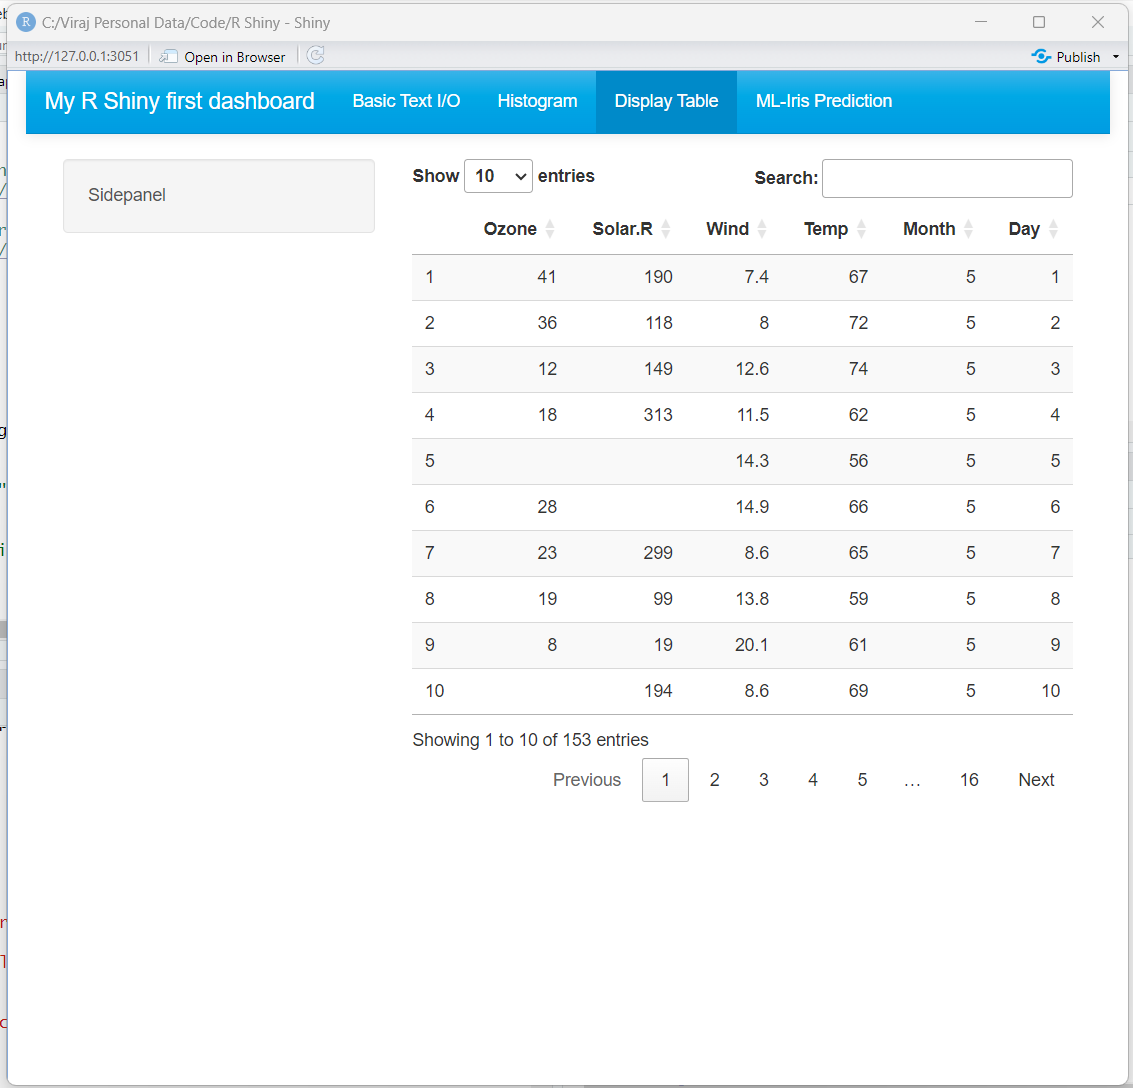 C:/Viraj Personal Data/Code/R Shiny - Shiny
http://127.0.0.1:3051 Open in Browser Publish
My R Shiny first dashboard Basic Text I/O Histogram Display Table ML-Iris Prediction
Sidepanel
Show 10 entries Search:
Ozone Solar.R Wind Temp Month Day
1 41 190 7.4 67 5 1
2 36 118 8 72 5 2
3 12 149 12.6 74 5 3
4 18 313 11.5 62 5 4
5 14.3 56 5 5
6 28 14.9 66 5 6
7 23 299 8.6 65 5 7
8 19 99 13.8 59 5 8
9 8 19 20.1 61 5 9
10 194 8.6 69 5 10
Showing 1 to 10 of 153 entries
Previous 1 2 3 4 5 … 16 Next